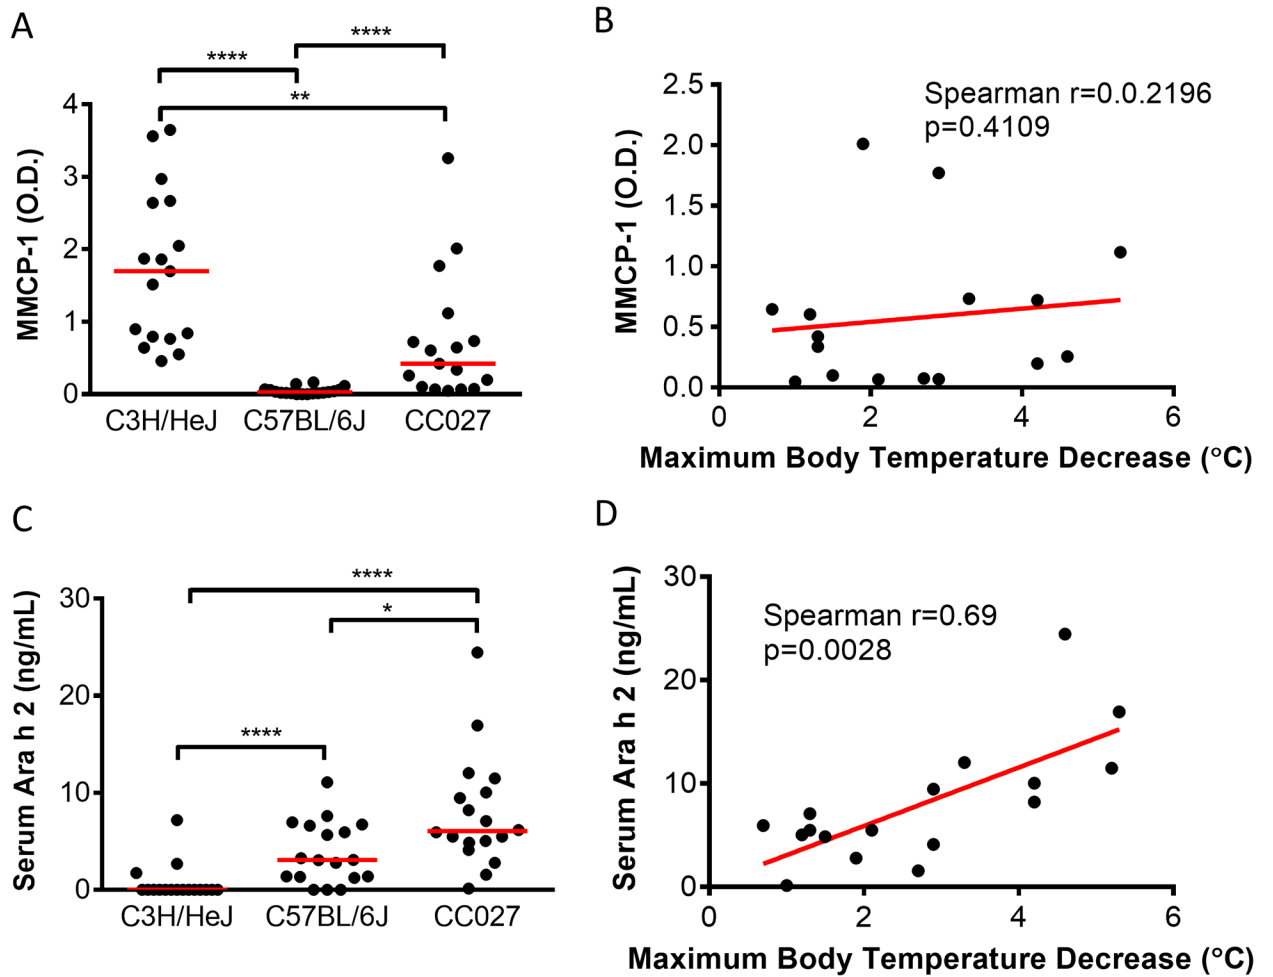 A
****
****
**
MMCP-1 (O.D.)
4
3
2
1
0
C3H/HeJ
C57BL/6J
CC027
B
Spearman r=0.0.2196
p=0.4109
MMCP-1 (O.D.)
2.5
2.0
1.5
1.0
0.5
0.0
0
2
4
6
Maximum Body Temperature Decrease (°C)
C
****
*
****
Serum Ara h 2 (ng/mL)
30
20
10
0
C3H/HeJ
C57BL/6J
CC027
D
Spearman r=0.69
p=0.0028
Serum Ara h 2 (ng/mL)
30
20
10
0
0
2
4
6
Maximum Body Temperature Decrease (°C)